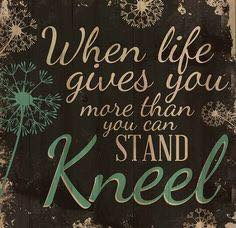 When life
gives you
more than
you can
STAND
Kneel